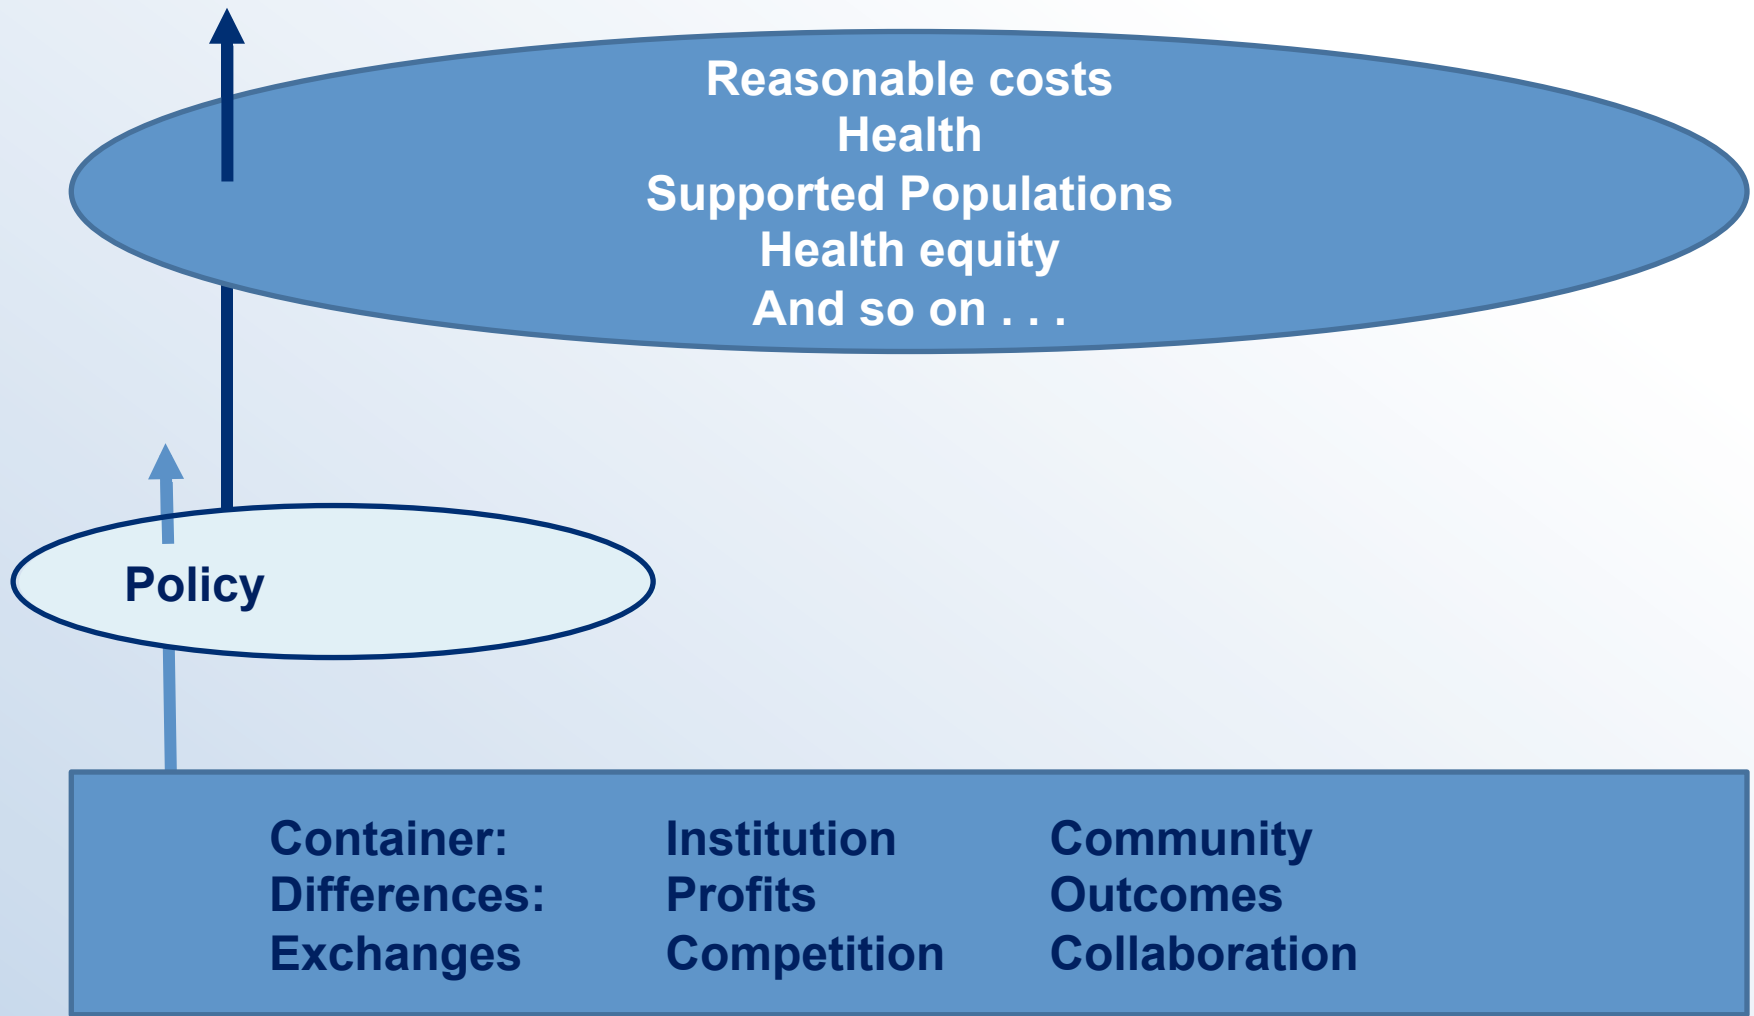 Reasonable costs
Health
Supported Populations
Health equity
And so on . . .
Policy
Container: Institution Community
Differences: Profits Outcomes
Exchanges Competition Collaboration